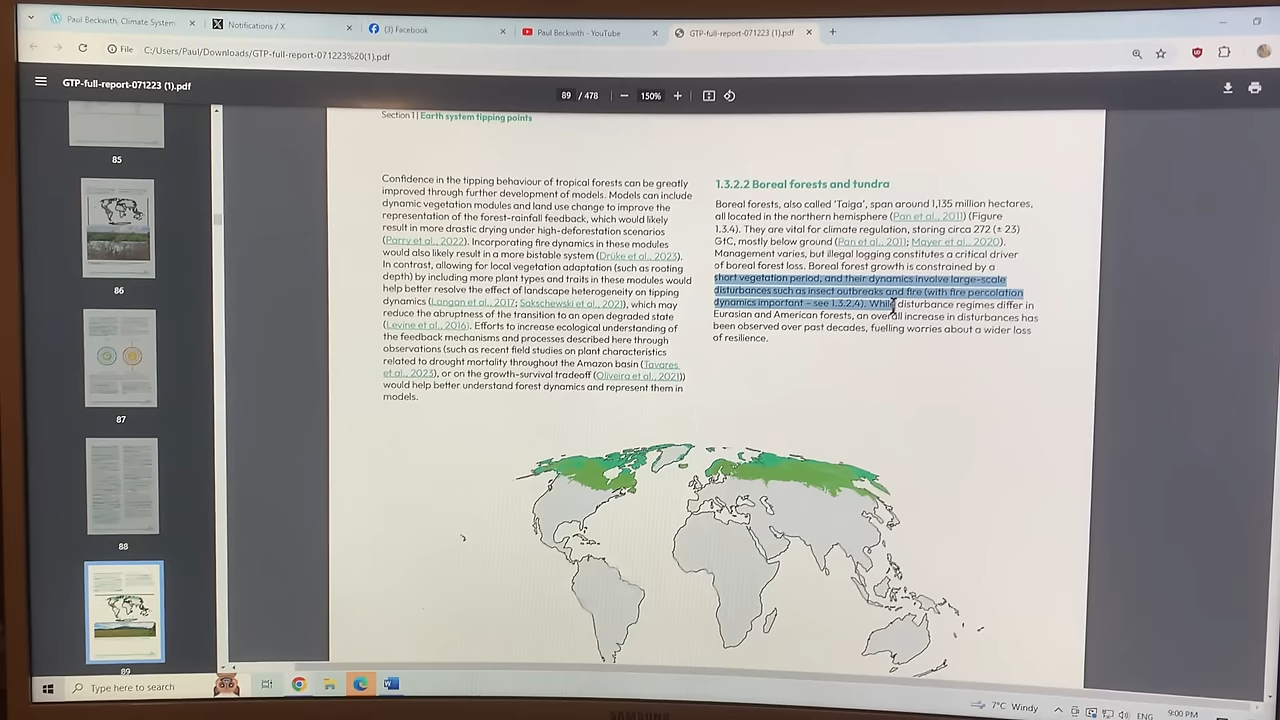 Paul Beckwith, Climate System
Notifications / X
(3) Facebook
Paul Beckwith - YouTube
GTP-full-report-071223 (1).pdf
File
C:/Users/Paul/Downloads/GTP-full-report-071223%20(1).pdf
GTP-full-report-071223 (1).pdf
89 / 478
150%
85
86
87
88
89
Section 1 | Earth system tipping points
Confidence in the tipping behaviour of tropical forests can be greatly
improved through further development of models. Models can include
dynamic vegetation modules and land use change to improve the
representation of the forest-rainfall feedback, which would likely
result in more drastic drying under high-deforestation scenarios
(Parry et al., 2022). Incorporating fire dynamics in these models
would also likely result in a more bistable system (Drüke et al., 2023).
In contrast, allowing for local vegetation adaptation (such as rooting
depth) by including more plant types and traits in these models would
help better resolve the effect of landscape heterogeneity on tipping
dynamics (Langan et al., 2017; Sakschewski et al., 2021), which may
reduce the abruptness of the transition to an open degraded state
(Levine et al., 2016). Efforts to increase ecological understanding of
the feedback mechanisms and processes described here through
observations (such as recent field studies on plant characteristics
related to drought mortality throughout the Amazon basin (Tavares
et al., 2023), or on the growth-survival tradeoff (Oliveira et al., 2021))
would help better understand forest dynamics and represent them in
models.
1.3.2.2 Boreal forests and tundra
Boreal forests, also called 'Taiga', span around 1,135 million hectares,
all located in the northern hemisphere (Pan et al., 2011) (Figure
1.3.4). They are vital for climate regulation, storing circa 272 (± 23)
GtC, mostly below ground (Pan et al., 2011; Mayer et al., 2020).
Management varies, but illegal logging constitutes a critical driver
of boreal forest loss. Boreal forest growth is constrained by a
short vegetation period, and their dynamics involve large-scale
disturbances such as insect outbreaks and fire (with fire percolation
dynamics important – see 1.3.2.4). While disturbance regimes differ in
Eurasian and American forests, an overall increase in disturbances has
been observed over past decades, fuelling worries about a wider loss
of resilience.
Type here to search
7°C Windy
ENG
9:00 PM
SAMSUNG